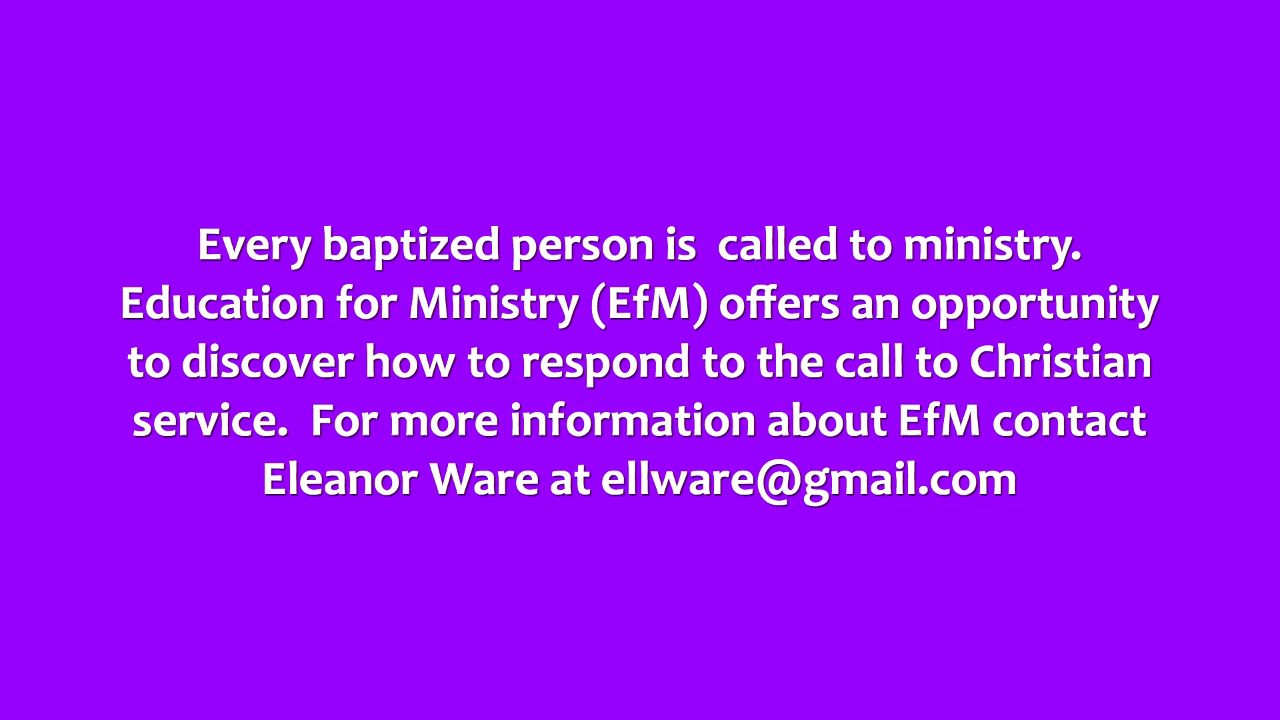 Every baptized person is  called to ministry.
Education for Ministry (EfM) offers an opportunity
to discover how to respond to the call to Christian
service.  For more information about EfM contact
Eleanor Ware at ellware@gmail.com